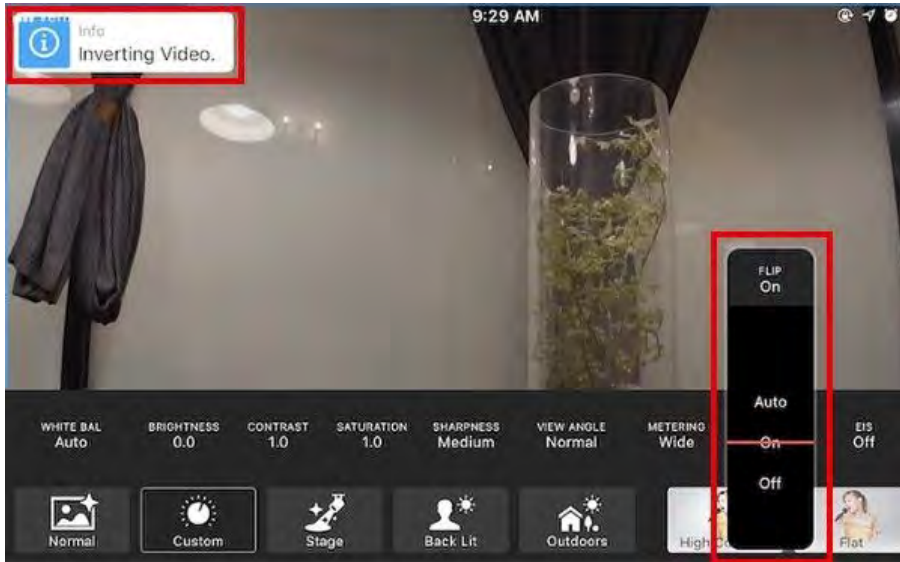 9:29 AM
Info
Inverting Video.
FLIP
On
Auto
On
Off
WHITE BAL
Auto
BRIGHTNESS
0.0
CONTRAST
1.0
SATURATION
1.0
SHARPNESS
Medium
VIEW ANGLE
Normal
METERING
Wide
EIS
Off
Normal
Custom
Stage
Back Lit
Outdoors
High
Flat